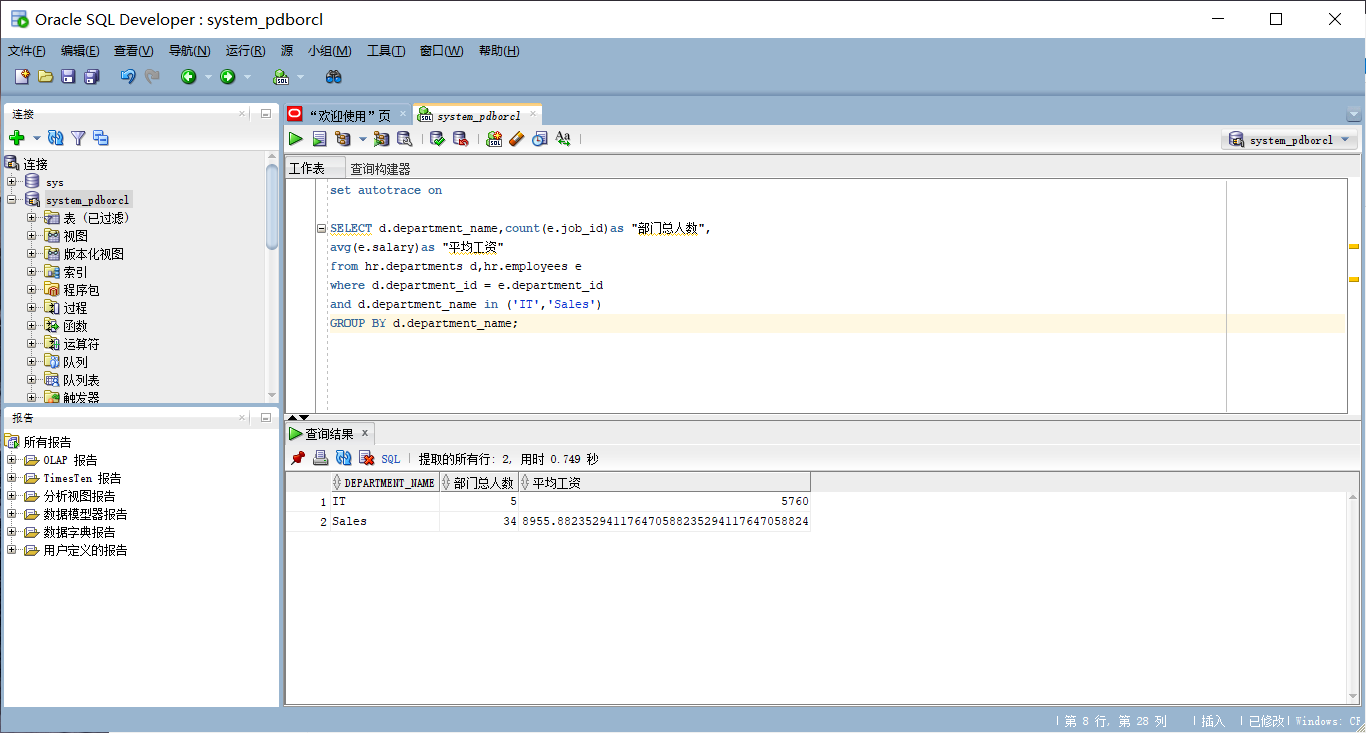 Oracle SQL Developer : system_pdborcl
文件(F) 编辑(E) 查看(V) 导航(N) 运行(R) 源 小组(M) 工具(T) 窗口(W) 帮助(H)
连接
连接
sys
system_pdborcl
表 (已过滤)
视图
版本化视图
索引
程序包
过程
函数
运算符
队列
队列表
触发器
报告
所有报告
OLAP 报告
TimesTen 报告
分析视图报告
数据模型器报告
数据字典报告
用户定义的报告
“欢迎使用”页 system_pdborcl
system_pdborcl
工作表 查询构建器
set autotrace on
SELECT d.department_name,count(e.job_id)as "部门总人数",
avg(e.salary)as "平均工资"
from hr.departments d,hr.employees e
where d.department_id = e.department_id
and d.department_name in ('IT','Sales')
GROUP BY d.department_name;
查询结果 x
SQL | 提取的所有行: 2, 用时 0.749 秒
DEPARTMENT_NAME 部门总人数 平均工资
1 IT 5 5760
2 Sales 34 8955.88235294117647058823529411764705882
第 8 行, 第 28 列 | 插入 | 已修改| Windows: CF